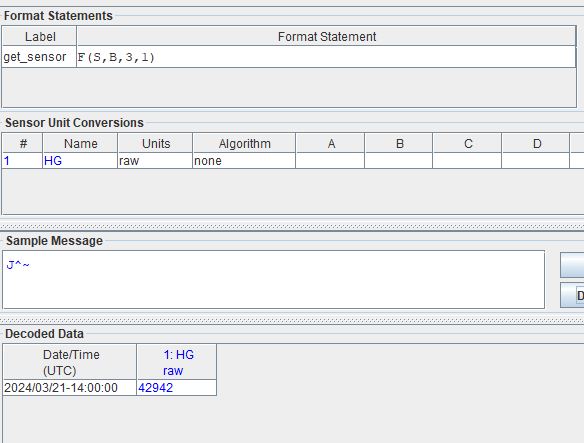 Format Statements
Label Format Statement
get_sensor F(S,B,3,1)
Sensor Unit Conversions
# Name Units Algorithm A B C D
1 HG raw none
Sample Message
J^~
D
Decoded Data
Date/Time 1: HG
(UTC) raw
2024/03/21-14:00:00 42942